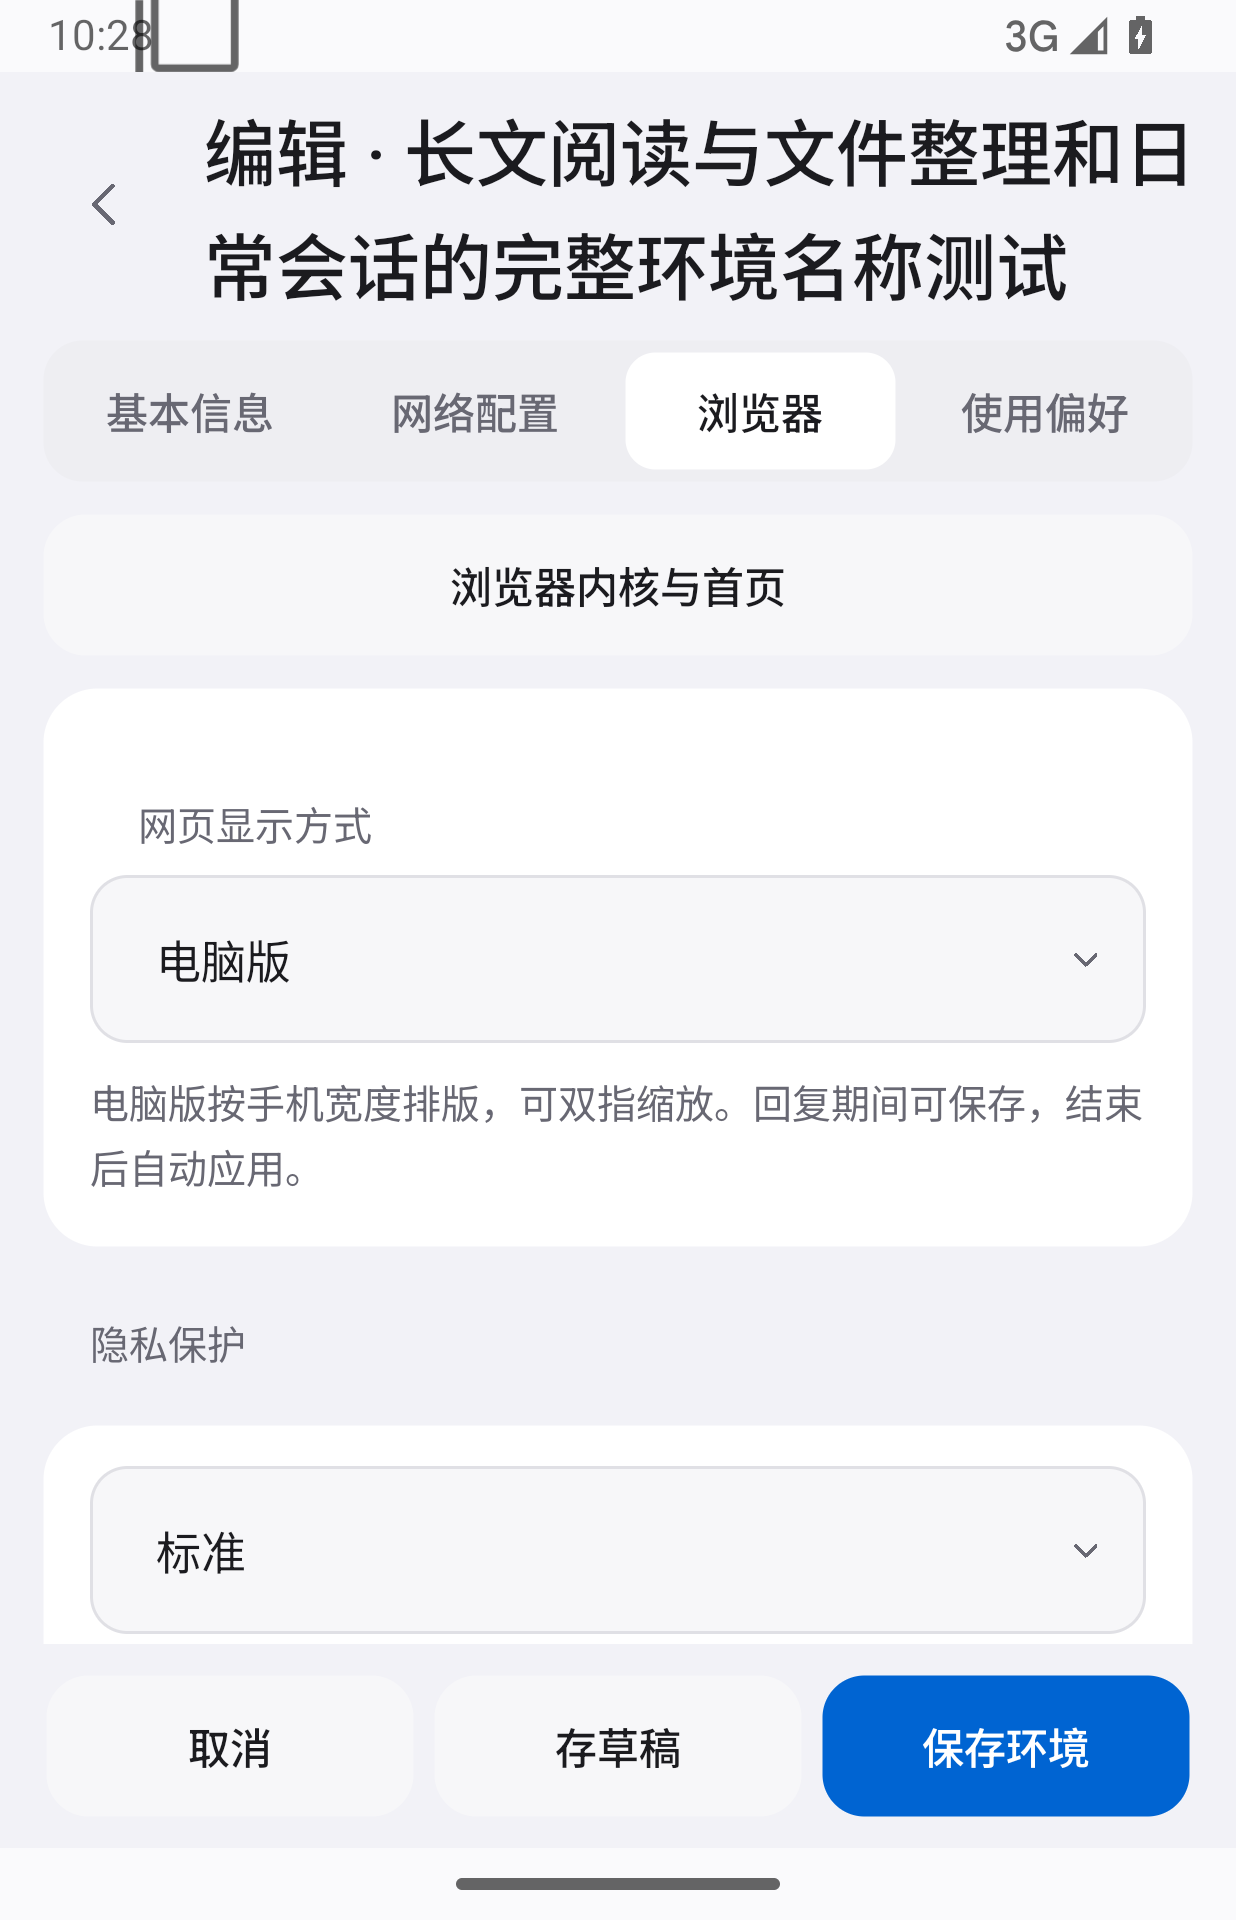 10:28
3G
编辑 · 长文阅读与文件整理和日
常会话的完整环境名称测试
基本信息
网络配置
浏览器
使用偏好
浏览器内核与首页
网页显示方式
电脑版
电脑版按手机宽度排版，可双指缩放。回复期间可保存，结束
后自动应用。
隐私保护
标准
取消
存草稿
保存环境